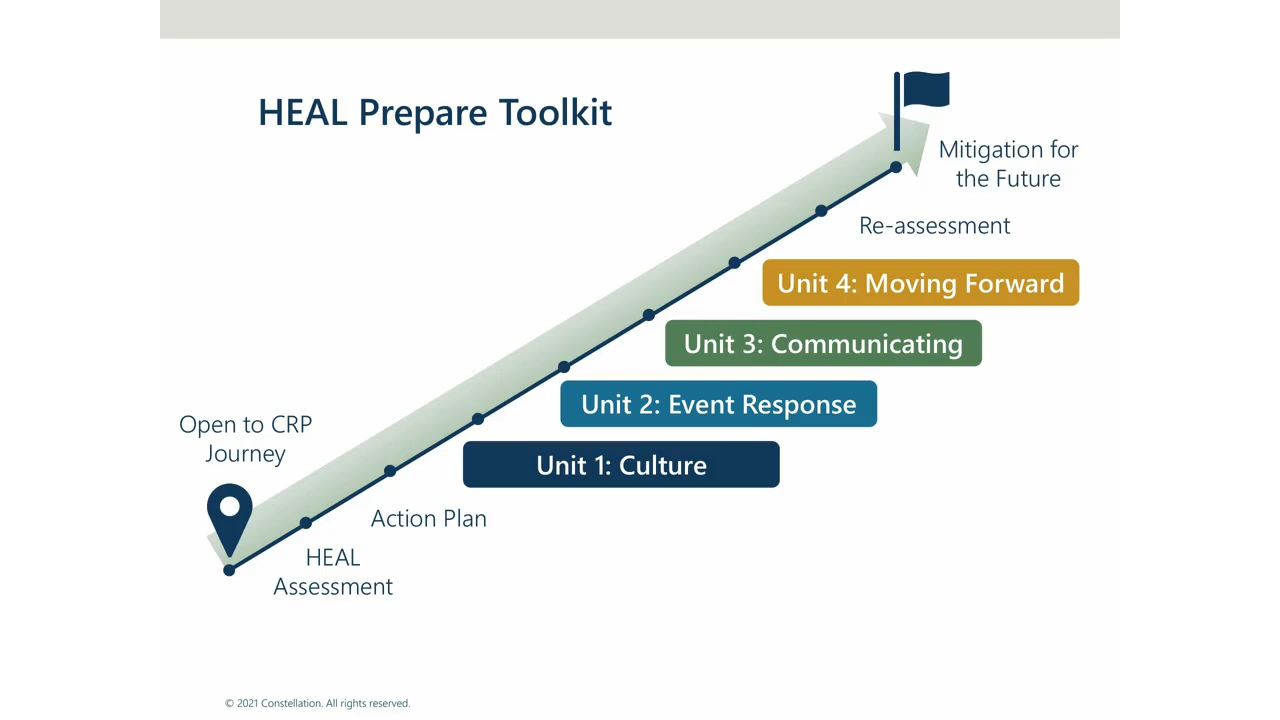 HEAL Prepare Toolkit
Mitigation for
the Future
Re-assessment
Unit 4: Moving Forward
Unit 3: Communicating
Unit 2: Event Response
Open to CRP
Journey
Unit 1: Culture
Action Plan
HEAL
Assessment
© 2021 Constellation. All rights reserved.